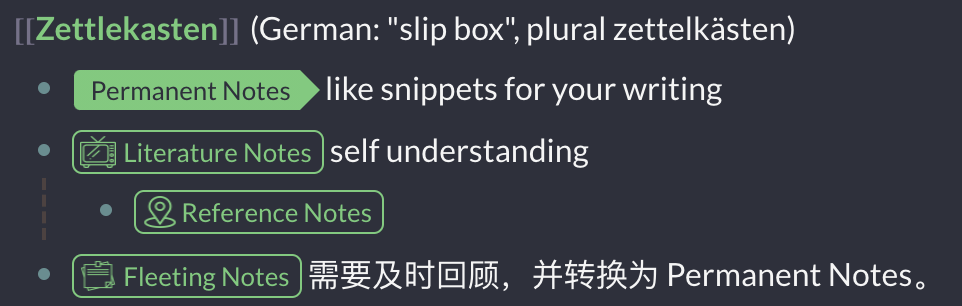 [[Zettlekasten]] (German: "slip box", plural zettelkästen)
Permanent Notes like snippets for your writing
Literature Notes self understanding
Reference Notes
Fleeting Notes 需要及时回顾，并转换为 Permanent Notes。